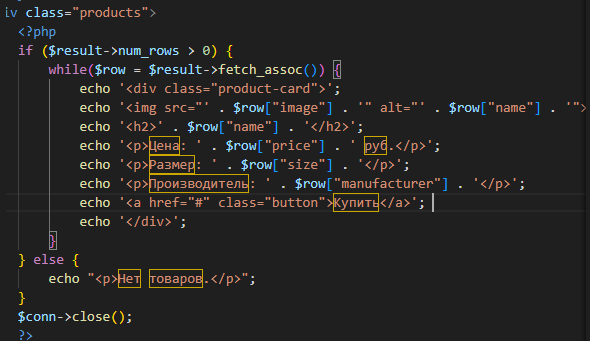 iv class="products">
<?php
if ($result->num_rows > 0) {
while($row = $result->fetch_assoc()) {
echo '<div class="product-card">';
echo '<img src="' . $row["image"] . '" alt="' . $row["name"] . '">
echo '<h2>' . $row["name"] . '</h2>';
echo '<p>Цена: ' . $row["price"] . ' руб.</p>';
echo '<p>Размер: ' . $row["size"] . '</p>';
echo '<p>Производитель: ' . $row["manufacturer"] . '</p>';
echo '<a href="#" class="button">Купить</a>';
echo '</div>';
}
} else {
echo "<p>Нет товаров.</p>";
}
$conn->close();
?>